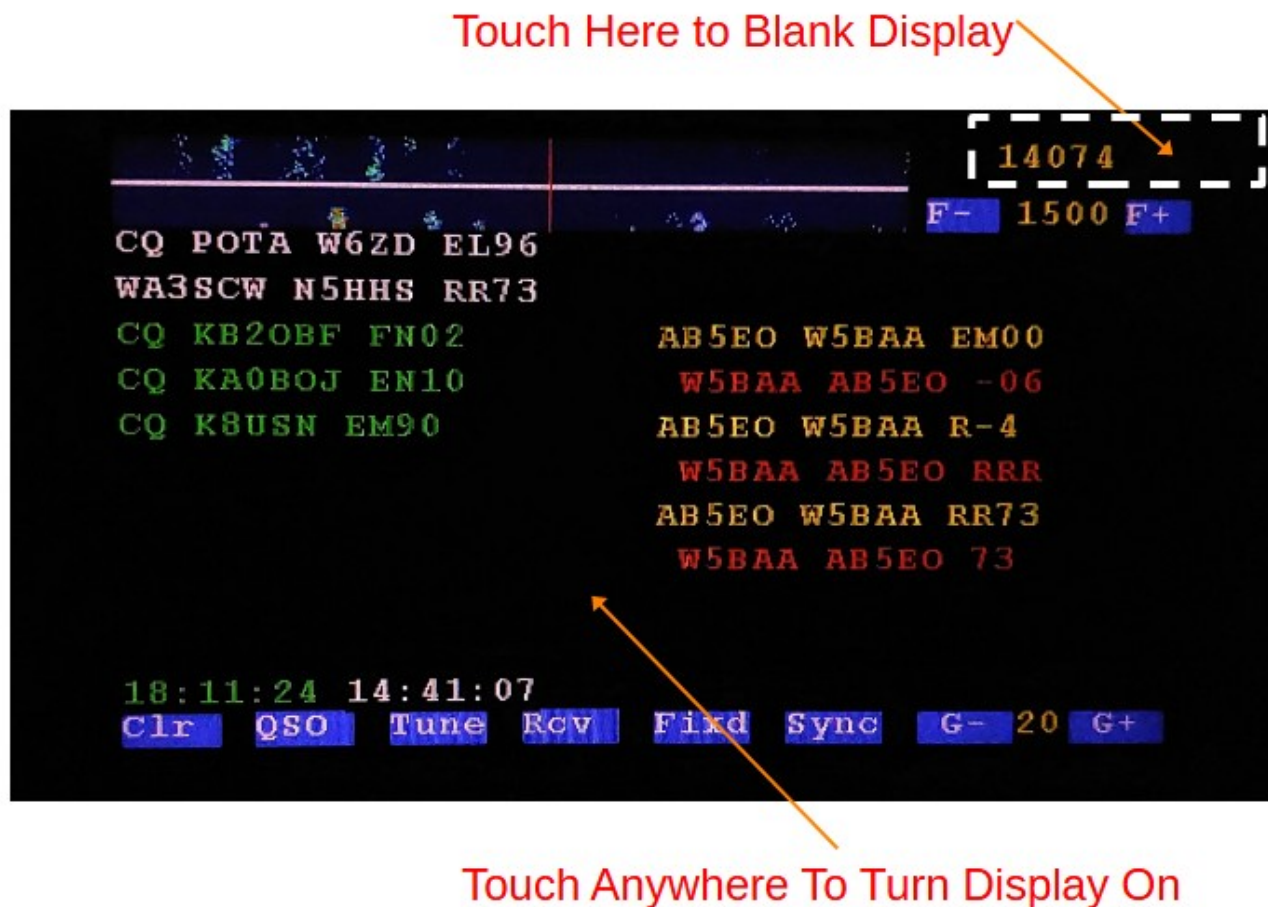 Touch Here to Blank Display
14074
F- 1500 F+
CQ POTA W6ZD EL96
WA3SCW N5HHS RR73
CQ KB2OBF FN02
CQ KA0BOJ EN10
CQ K8USN EM90
AB5EO W5BAA EM00
W5BAA AB5EO -06
AB5EO W5BAA R-4
W5BAA AB5EO RRR
AB5EO W5BAA RR73
W5BAA AB5EO 73
18:11:24 14:41:07
Clr QSO Tune Rcv Fixd Sync G- 20 G+
Touch Anywhere To Turn Display On